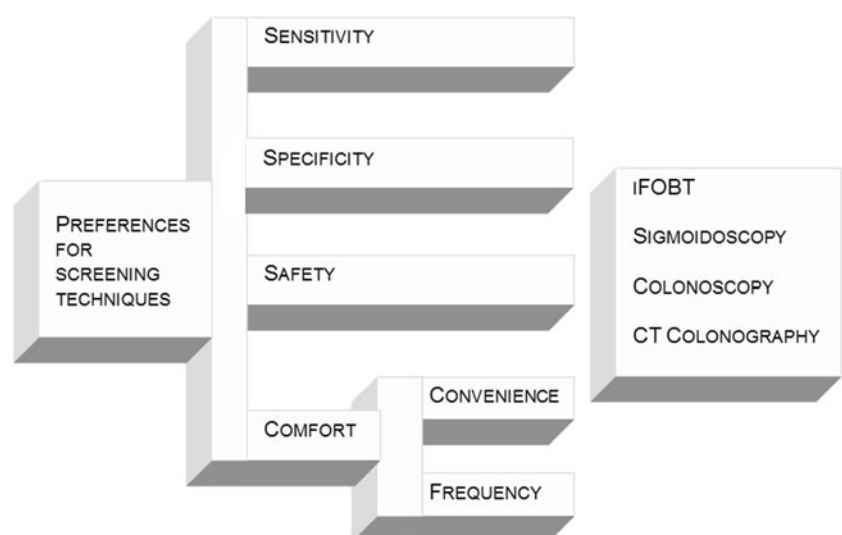 PREFERENCES
FOR
SCREENING
TECHNIQUES
SENSITIVITY
SPECIFICITY
SAFETY
COMFORT
CONVENIENCE
FREQUENCY
IFOBT
SIGMOIDOSCOPY
COLONOSCOPY
CT COLONOGRAPHY